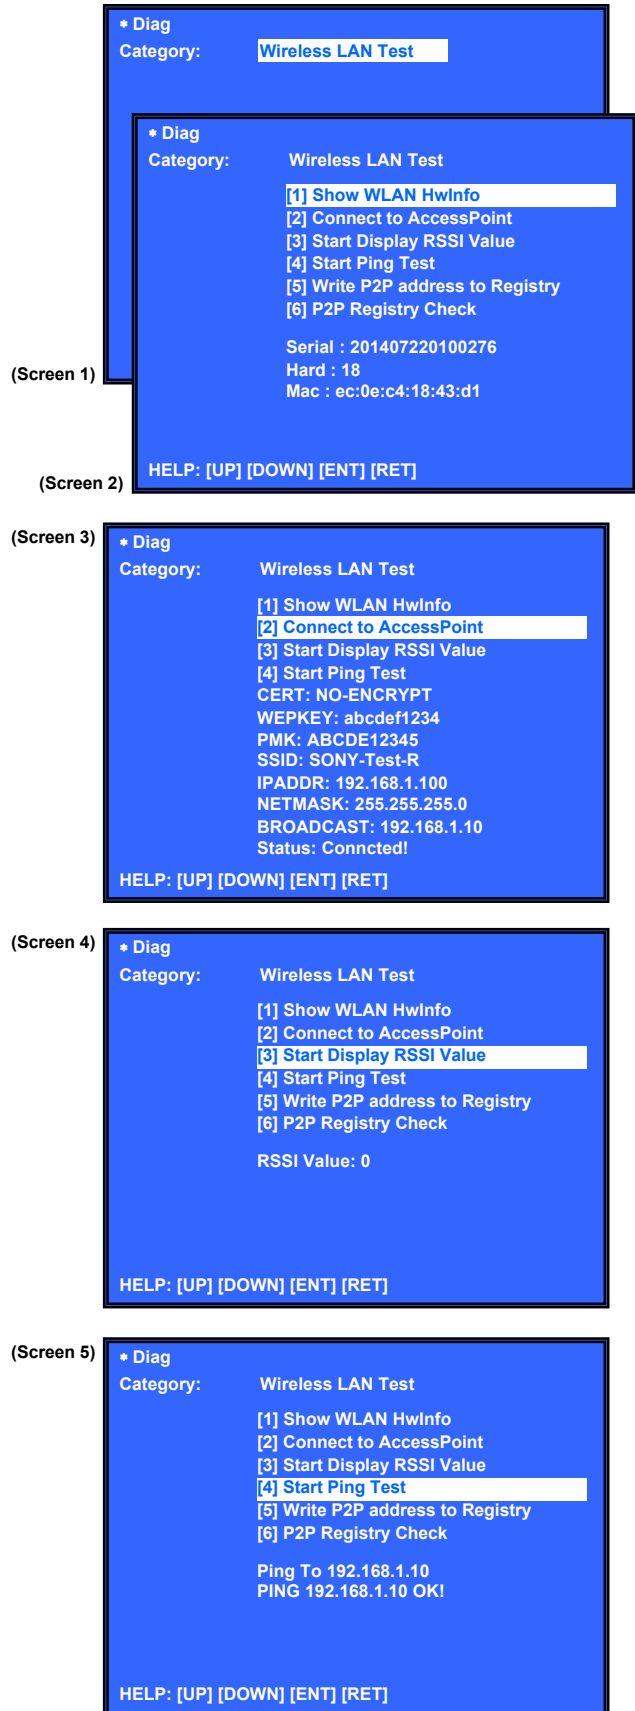 * Diag
Category: Wireless LAN Test
(Screen 1)
* Diag
Category: Wireless LAN Test
[1] Show WLAN HwInfo
[2] Connect to AccessPoint
[3] Start Display RSSI Value
[4] Start Ping Test
[5] Write P2P address to Registry
[6] P2P Registry Check
Serial : 201407220100276
Hard : 18
Mac : ec:0e:c4:18:43:d1
HELP: [UP] [DOWN] [ENT] [RET]
(Screen 2)
(Screen 3)
* Diag
Category: Wireless LAN Test
[1] Show WLAN HwInfo
[2] Connect to AccessPoint
[3] Start Display RSSI Value
[4] Start Ping Test
CERT: NO-ENCRYPT
WEPKEY: abcdef1234
PMK: ABCDE12345
SSID: SONY-Test-R
IPADDR: 192.168.1.100
NETMASK: 255.255.255.0
BROADCAST: 192.168.1.10
Status: Conncted!
HELP: [UP] [DOWN] [ENT] [RET]
(Screen 4)
* Diag
Category: Wireless LAN Test
[1] Show WLAN HwInfo
[2] Connect to AccessPoint
[3] Start Display RSSI Value
[4] Start Ping Test
[5] Write P2P address to Registry
[6] P2P Registry Check
RSSI Value: 0
HELP: [UP] [DOWN] [ENT] [RET]
(Screen 5)
* Diag
Category: Wireless LAN Test
[1] Show WLAN HwInfo
[2] Connect to AccessPoint
[3] Start Display RSSI Value
[4] Start Ping Test
[5] Write P2P address to Registry
[6] P2P Registry Check
Ping To 192.168.1.10
PING 192.168.1.10 OK!
HELP: [UP] [DOWN] [ENT] [RET]